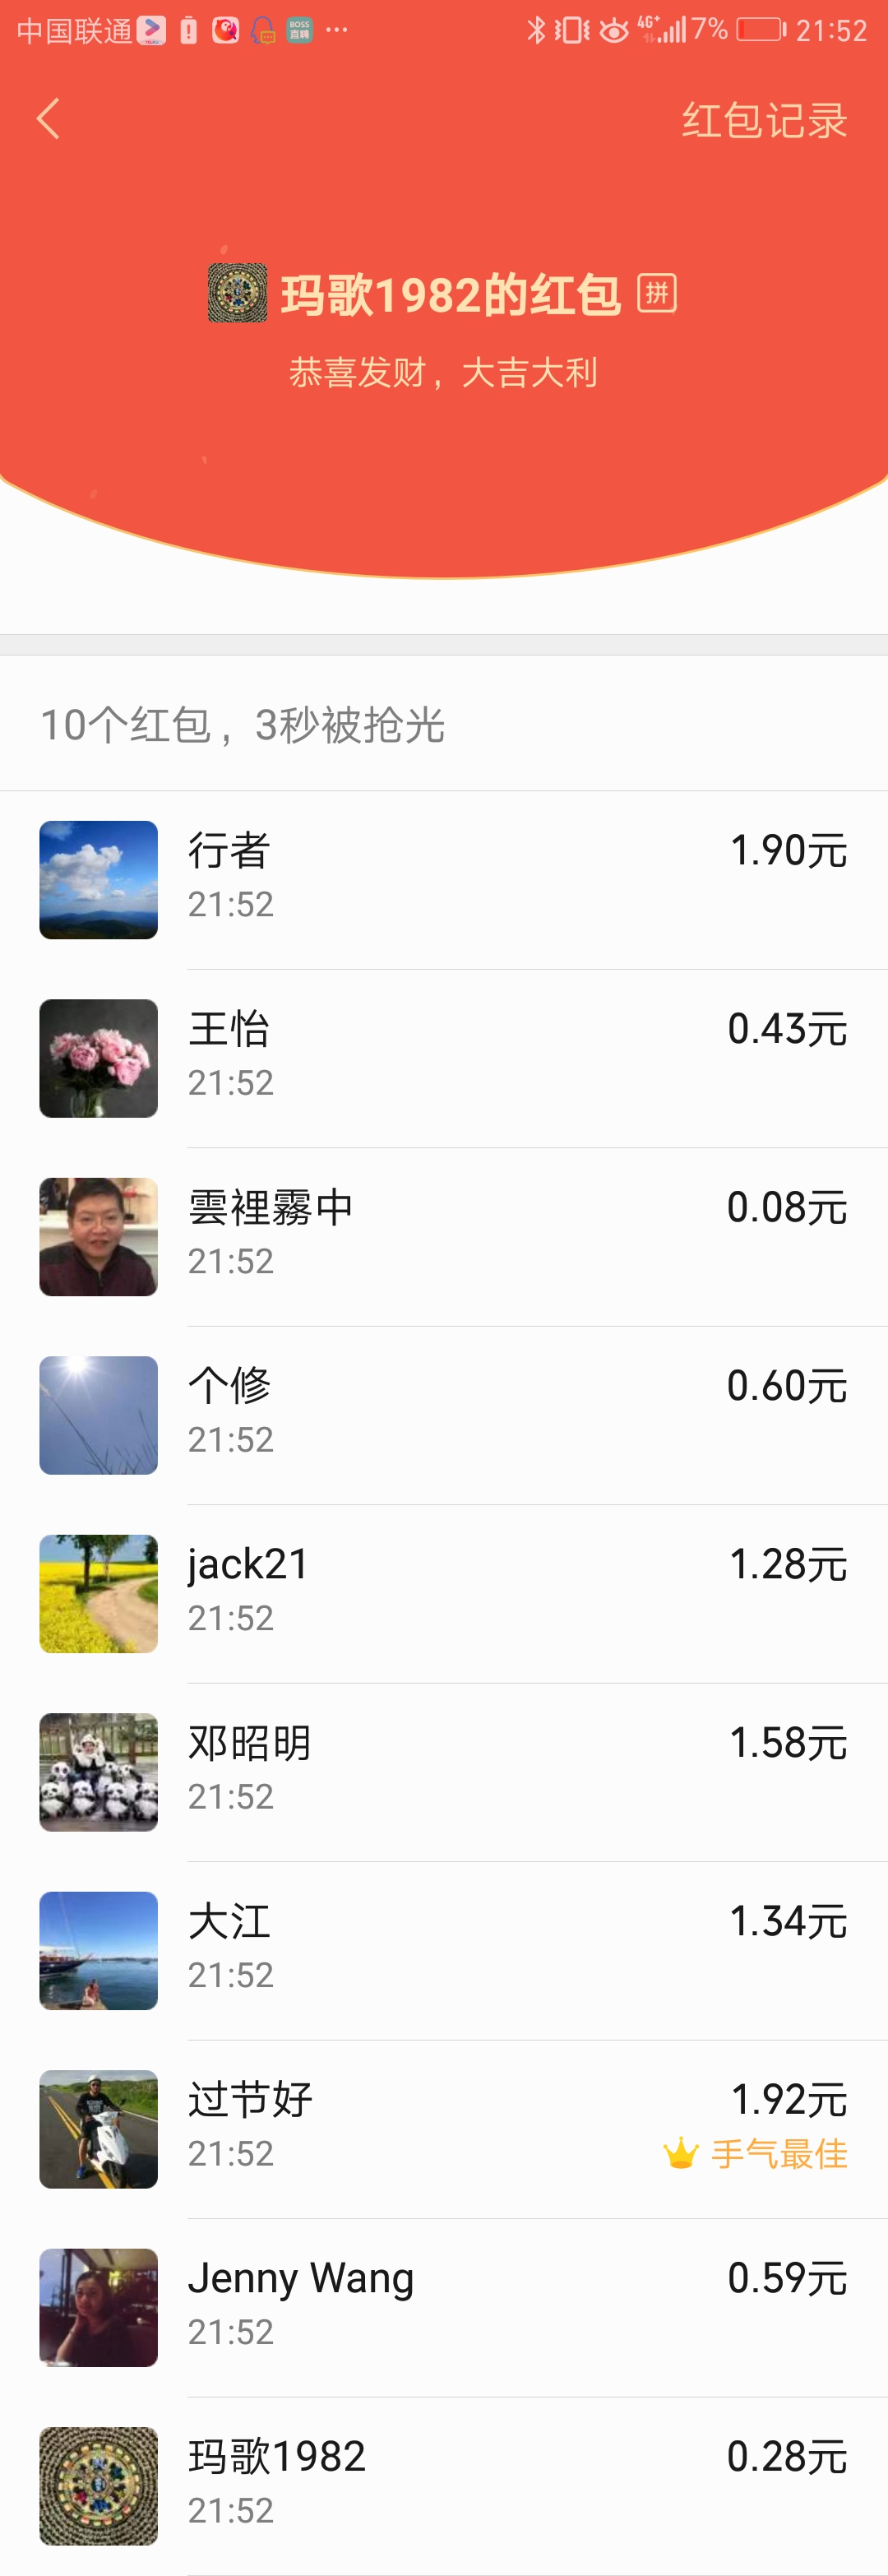 中国联通 BOSS直聘 ··· 4G+ 7% 21:52
红包记录
玛歌1982的红包 拼
恭喜发财，大吉大利
10个红包，3秒被抢光
行者 1.90元
21:52
王怡 0.43元
21:52
雲裡霧中 0.08元
21:52
个修 0.60元
21:52
jack21 1.28元
21:52
邓昭明 1.58元
21:52
大江 1.34元
21:52
过节好 1.92元
21:52 手气最佳
Jenny Wang 0.59元
21:52
玛歌1982 0.28元
21:52